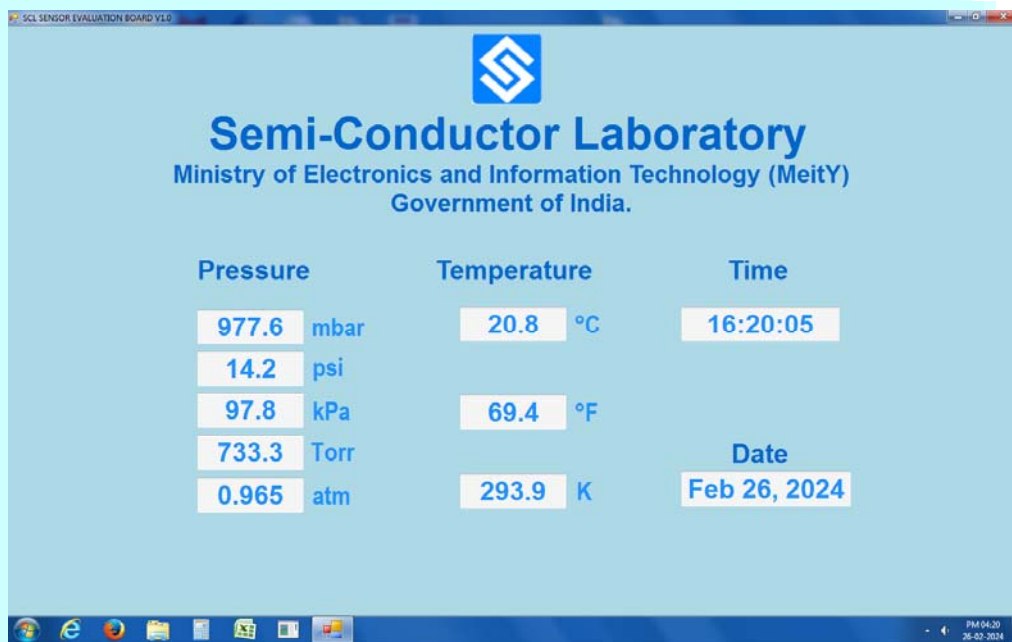 SCL SENSOR EVALUATION BOARD V1.0
Semi-Conductor Laboratory
Ministry of Electronics and Information Technology (MeitY)
Government of India.
Pressure
977.6 mbar
14.2 psi
97.8 kPa
733.3 Torr
0.965 atm
Temperature
20.8 °C
69.4 °F
293.9 K
Time
16:20:05
Date
Feb 26, 2024
PM 04:20
26-02-2024